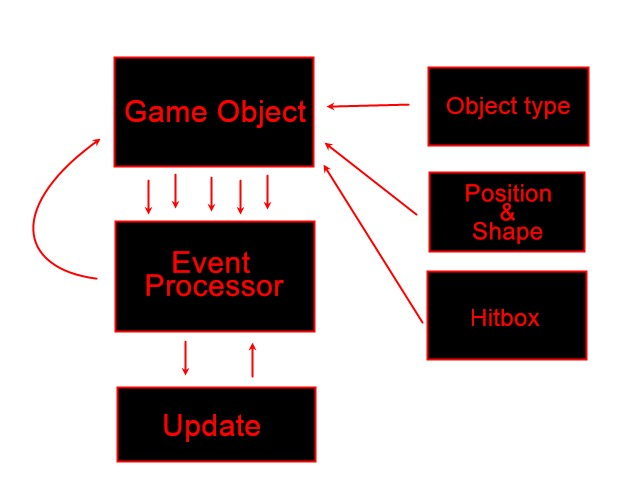 Game Object
Object type
Position
&
Shape
Event
Processor
Hitbox
Update